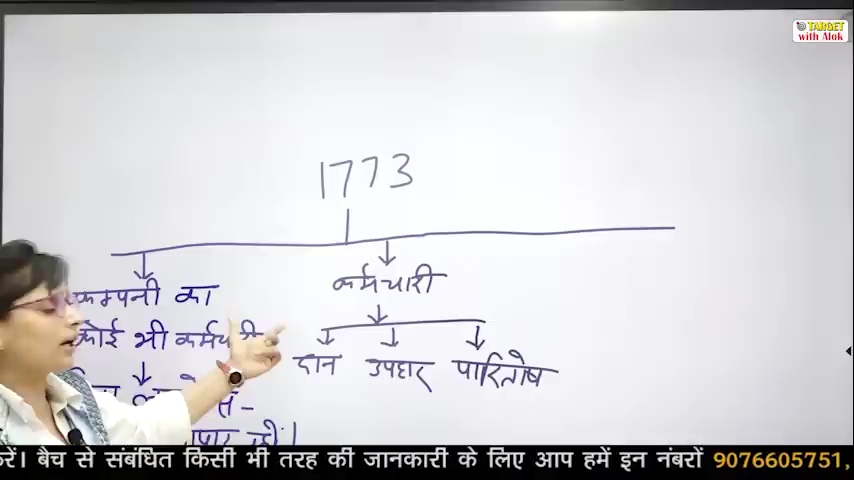 TARGET
with Alok
1773
कम्पनी का
कोई भी कर्मचारी
कर्मचारी
दान उपहार पारितोष
रें। बैच से संबंधित किसी भी तरह की जानकारी के लिए आप हमें इन नंबरों 9076605751,